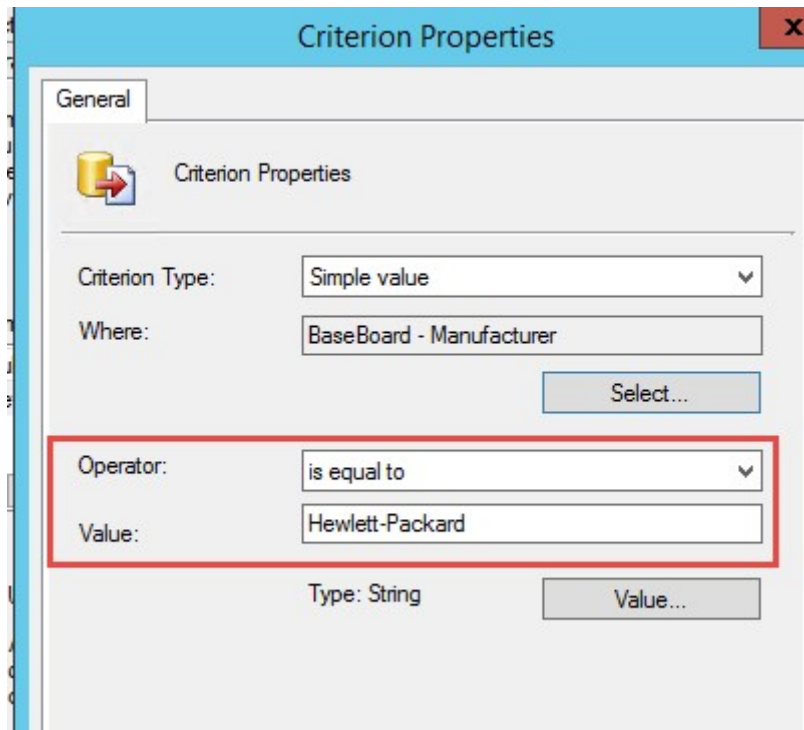 Criterion Properties
x
General
Criterion Properties
Criterion Type: Simple value
Where: BaseBoard - Manufacturer
Select...
Operator: is equal to
Value: Hewlett-Packard
Type: String Value...